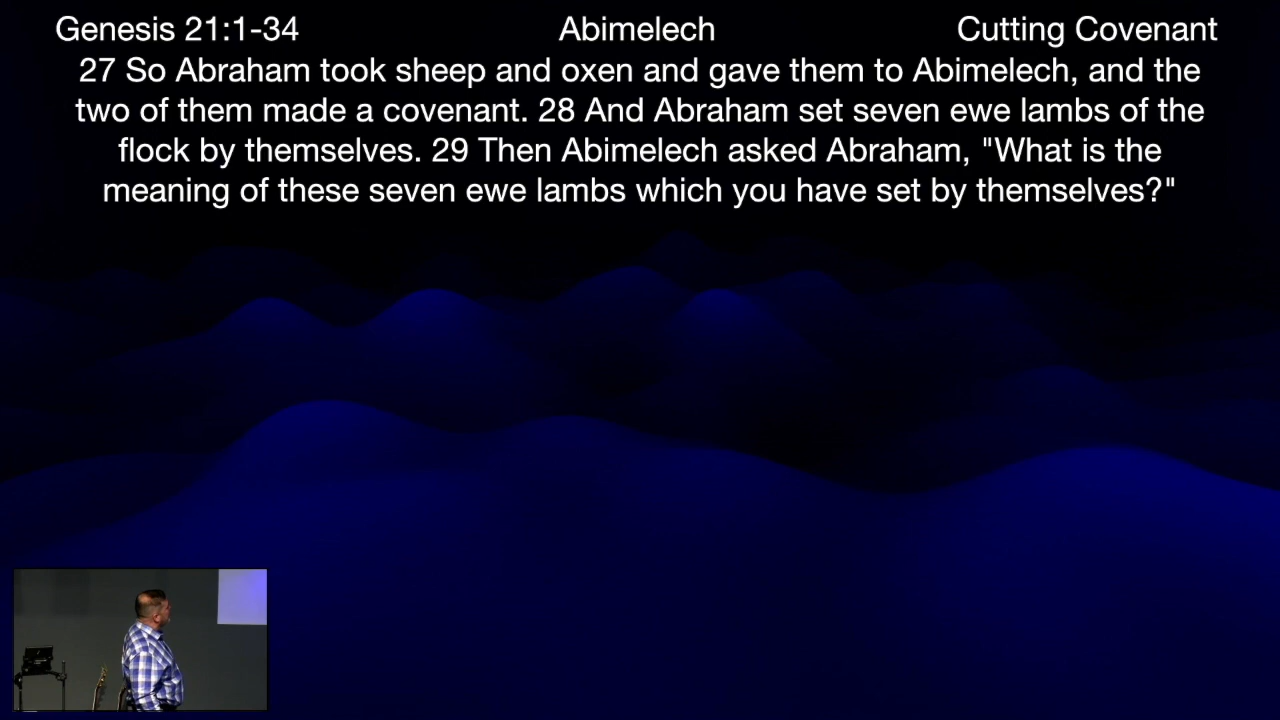 Genesis 21:1-34 Abimelech Cutting Covenant
27 So Abraham took sheep and oxen and gave them to Abimelech, and the
two of them made a covenant. 28 And Abraham set seven ewe lambs of the
flock by themselves. 29 Then Abimelech asked Abraham, "What is the
meaning of these seven ewe lambs which you have set by themselves?"